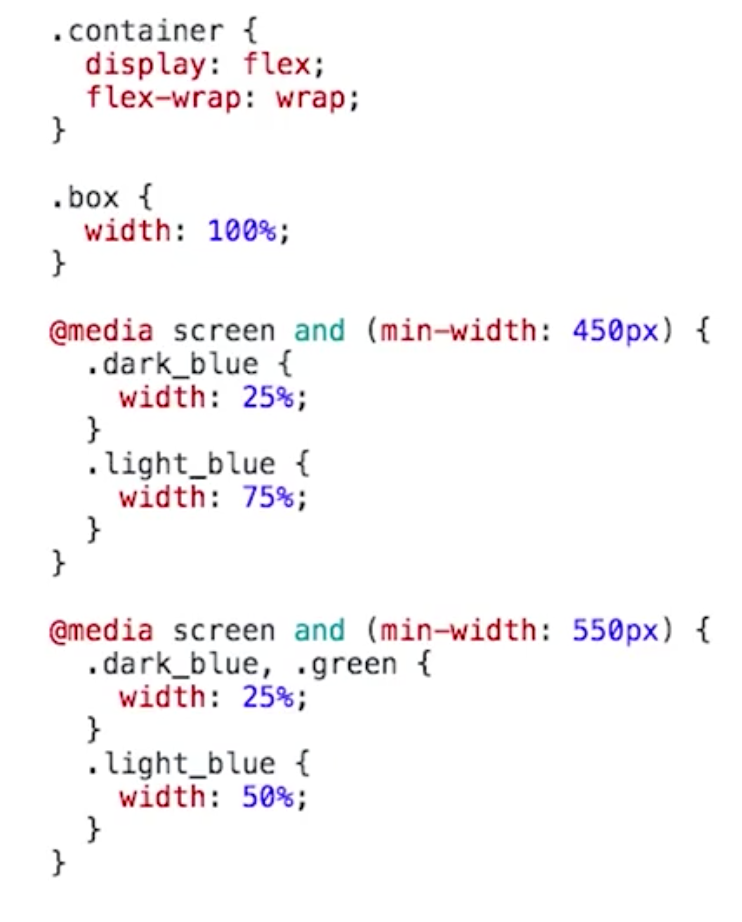 .container {
  display: flex;
  flex-wrap: wrap;
}

.box {
  width: 100%;
}

@media screen and (min-width: 450px) {
  .dark_blue {
    width: 25%;
  }
  .light_blue {
    width: 75%;
  }
}

@media screen and (min-width: 550px) {
  .dark_blue, .green {
    width: 25%;
  }
  .light_blue {
    width: 50%;
  }
}